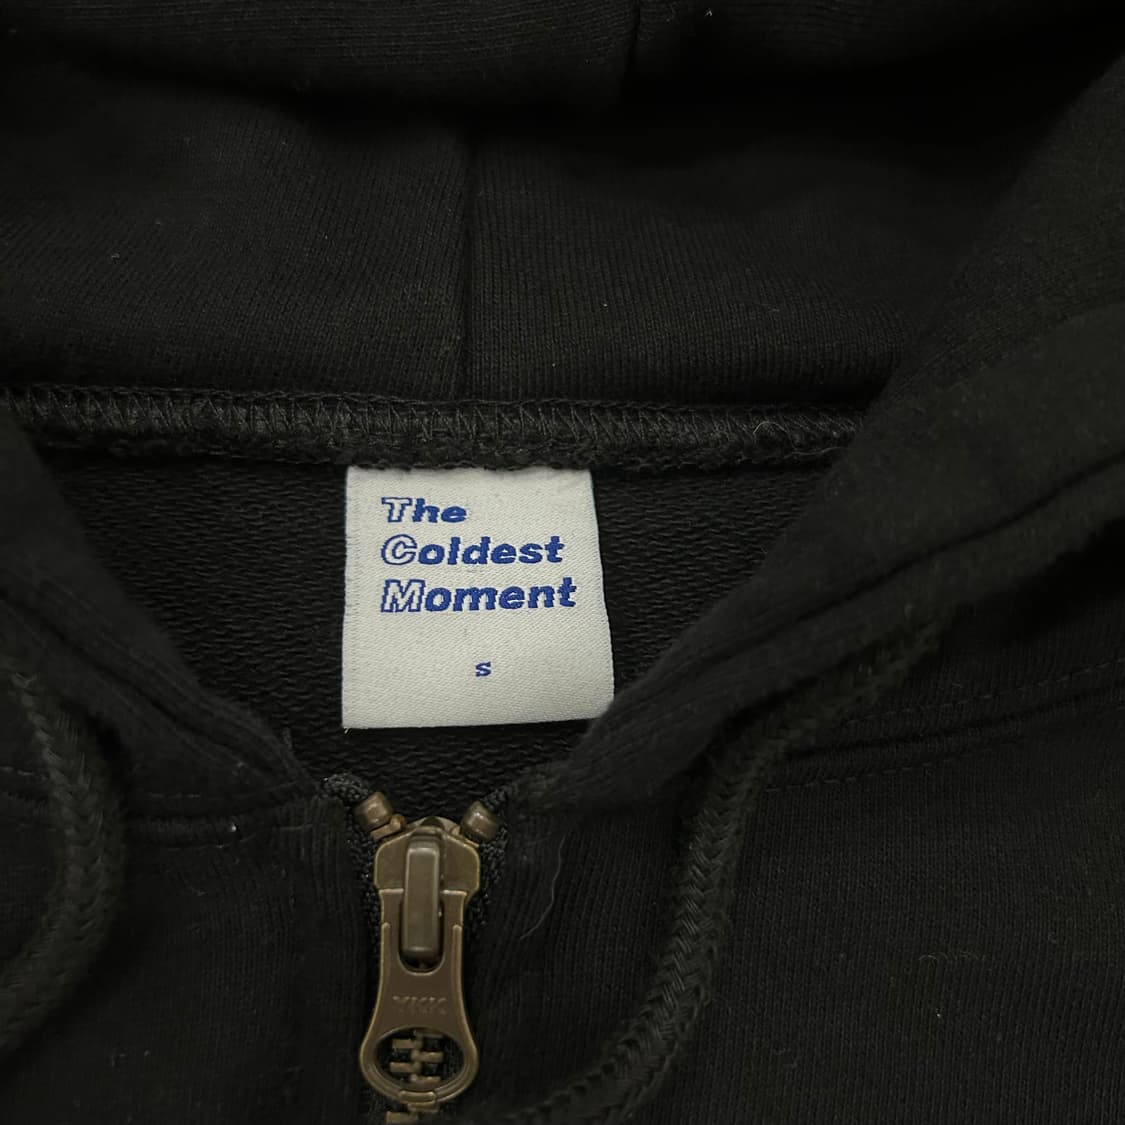 The
Coldest
Moment
S
YKK